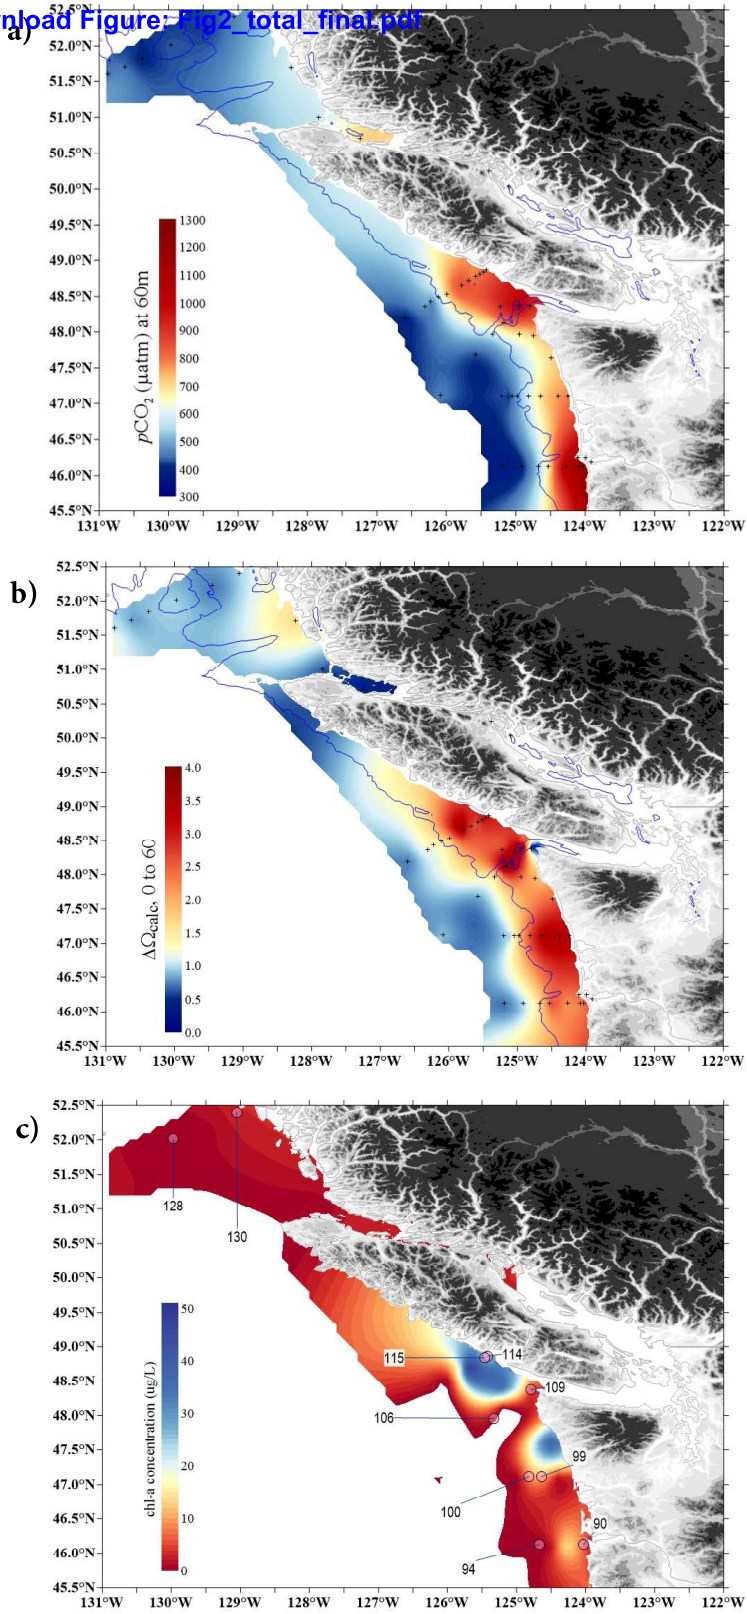 nload Figure: Fig2_total_final.pdf
a)
52.5°N
52.0°N
51.5°N
51.0°N
50.5°N
50.0°N
49.5°N
49.0°N
48.5°N
48.0°N
47.5°N
47.0°N
46.5°N
46.0°N
45.5°N
pCO2 (µatm) at 60m
1300
1200
1100
1000
900
800
700
600
500
400
300
131°W 130°W 129°W 128°W 127°W 126°W 125°W 124°W 123°W 122°W
b)
52.5°N
52.0°N
51.5°N
51.0°N
50.5°N
50.0°N
49.5°N
49.0°N
48.5°N
48.0°N
47.5°N
47.0°N
46.5°N
46.0°N
45.5°N
ΔΩcalc, 0 to 60
4.0
3.5
3.0
2.5
2.0
1.5
1.0
0.5
0.0
131°W 130°W 129°W 128°W 127°W 126°W 125°W 124°W 123°W 122°W
c)
52.5°N
52.0°N
51.5°N
51.0°N
50.5°N
50.0°N
49.5°N
49.0°N
48.5°N
48.0°N
47.5°N
47.0°N
46.5°N
46.0°N
45.5°N
chl-a concentration (ug/L)
50
40
30
20
10
0
128
130
115
114
109
106
99
100
90
94
131°W 130°W 129°W 128°W 127°W 126°W 125°W 124°W 123°W 122°W